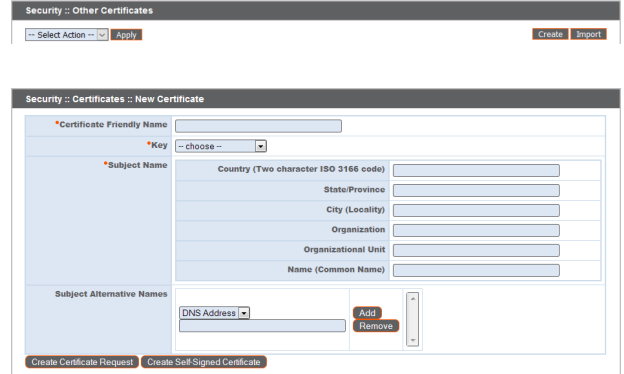 Security :: Other Certificates
-- Select Action -- Apply Create Import
Security :: Certificates :: New Certificate
*Certificate Friendly Name
*Key -- choose --
*Subject Name Country (Two character ISO 3166 code)
State/Province
City (Locality)
Organization
Organizational Unit
Name (Common Name)
Subject Alternative Names
DNS Address Add
Remove
Create Certificate Request Create Self-Signed Certificate